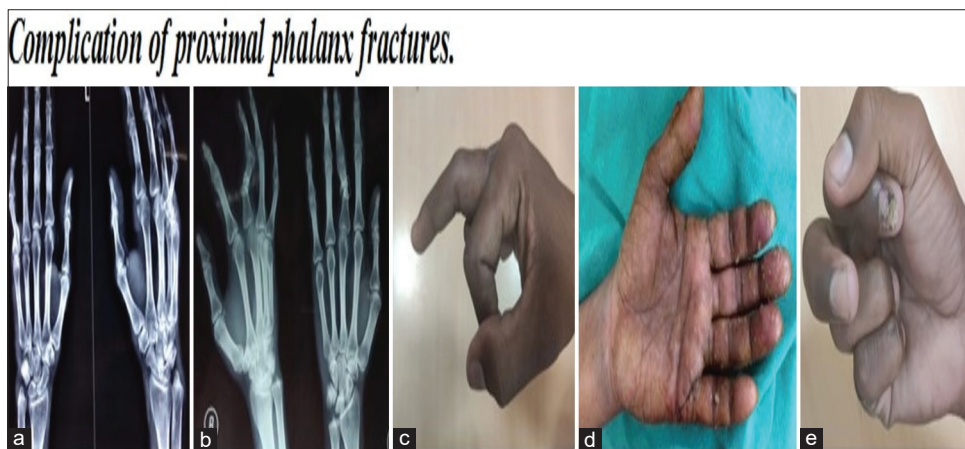 Complication of proximal phalanx fractures.
a
b
c
d
e